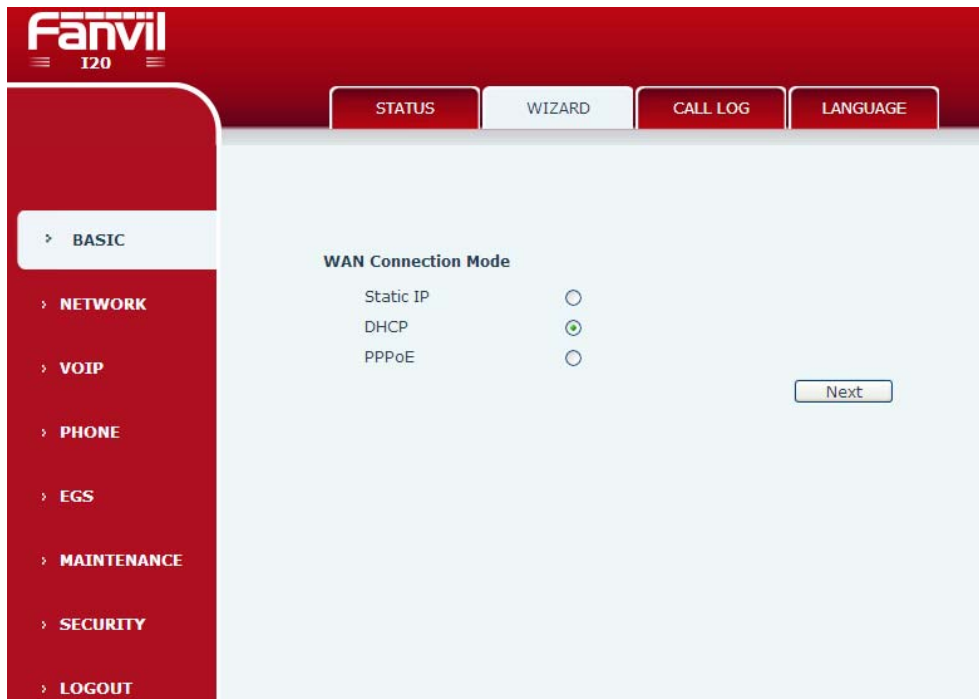 Fanvil
I20
STATUS
WIZARD
CALL LOG
LANGUAGE
BASIC
NETWORK
VOIP
PHONE
EGS
MAINTENANCE
SECURITY
LOGOUT
WAN Connection Mode
Static IP
DHCP
PPPoE
Next